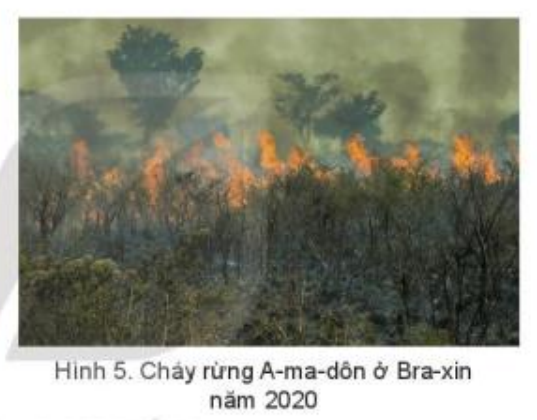 Hình 5. Cháy rừng A-ma-dôn ở Bra-xin
năm 2020